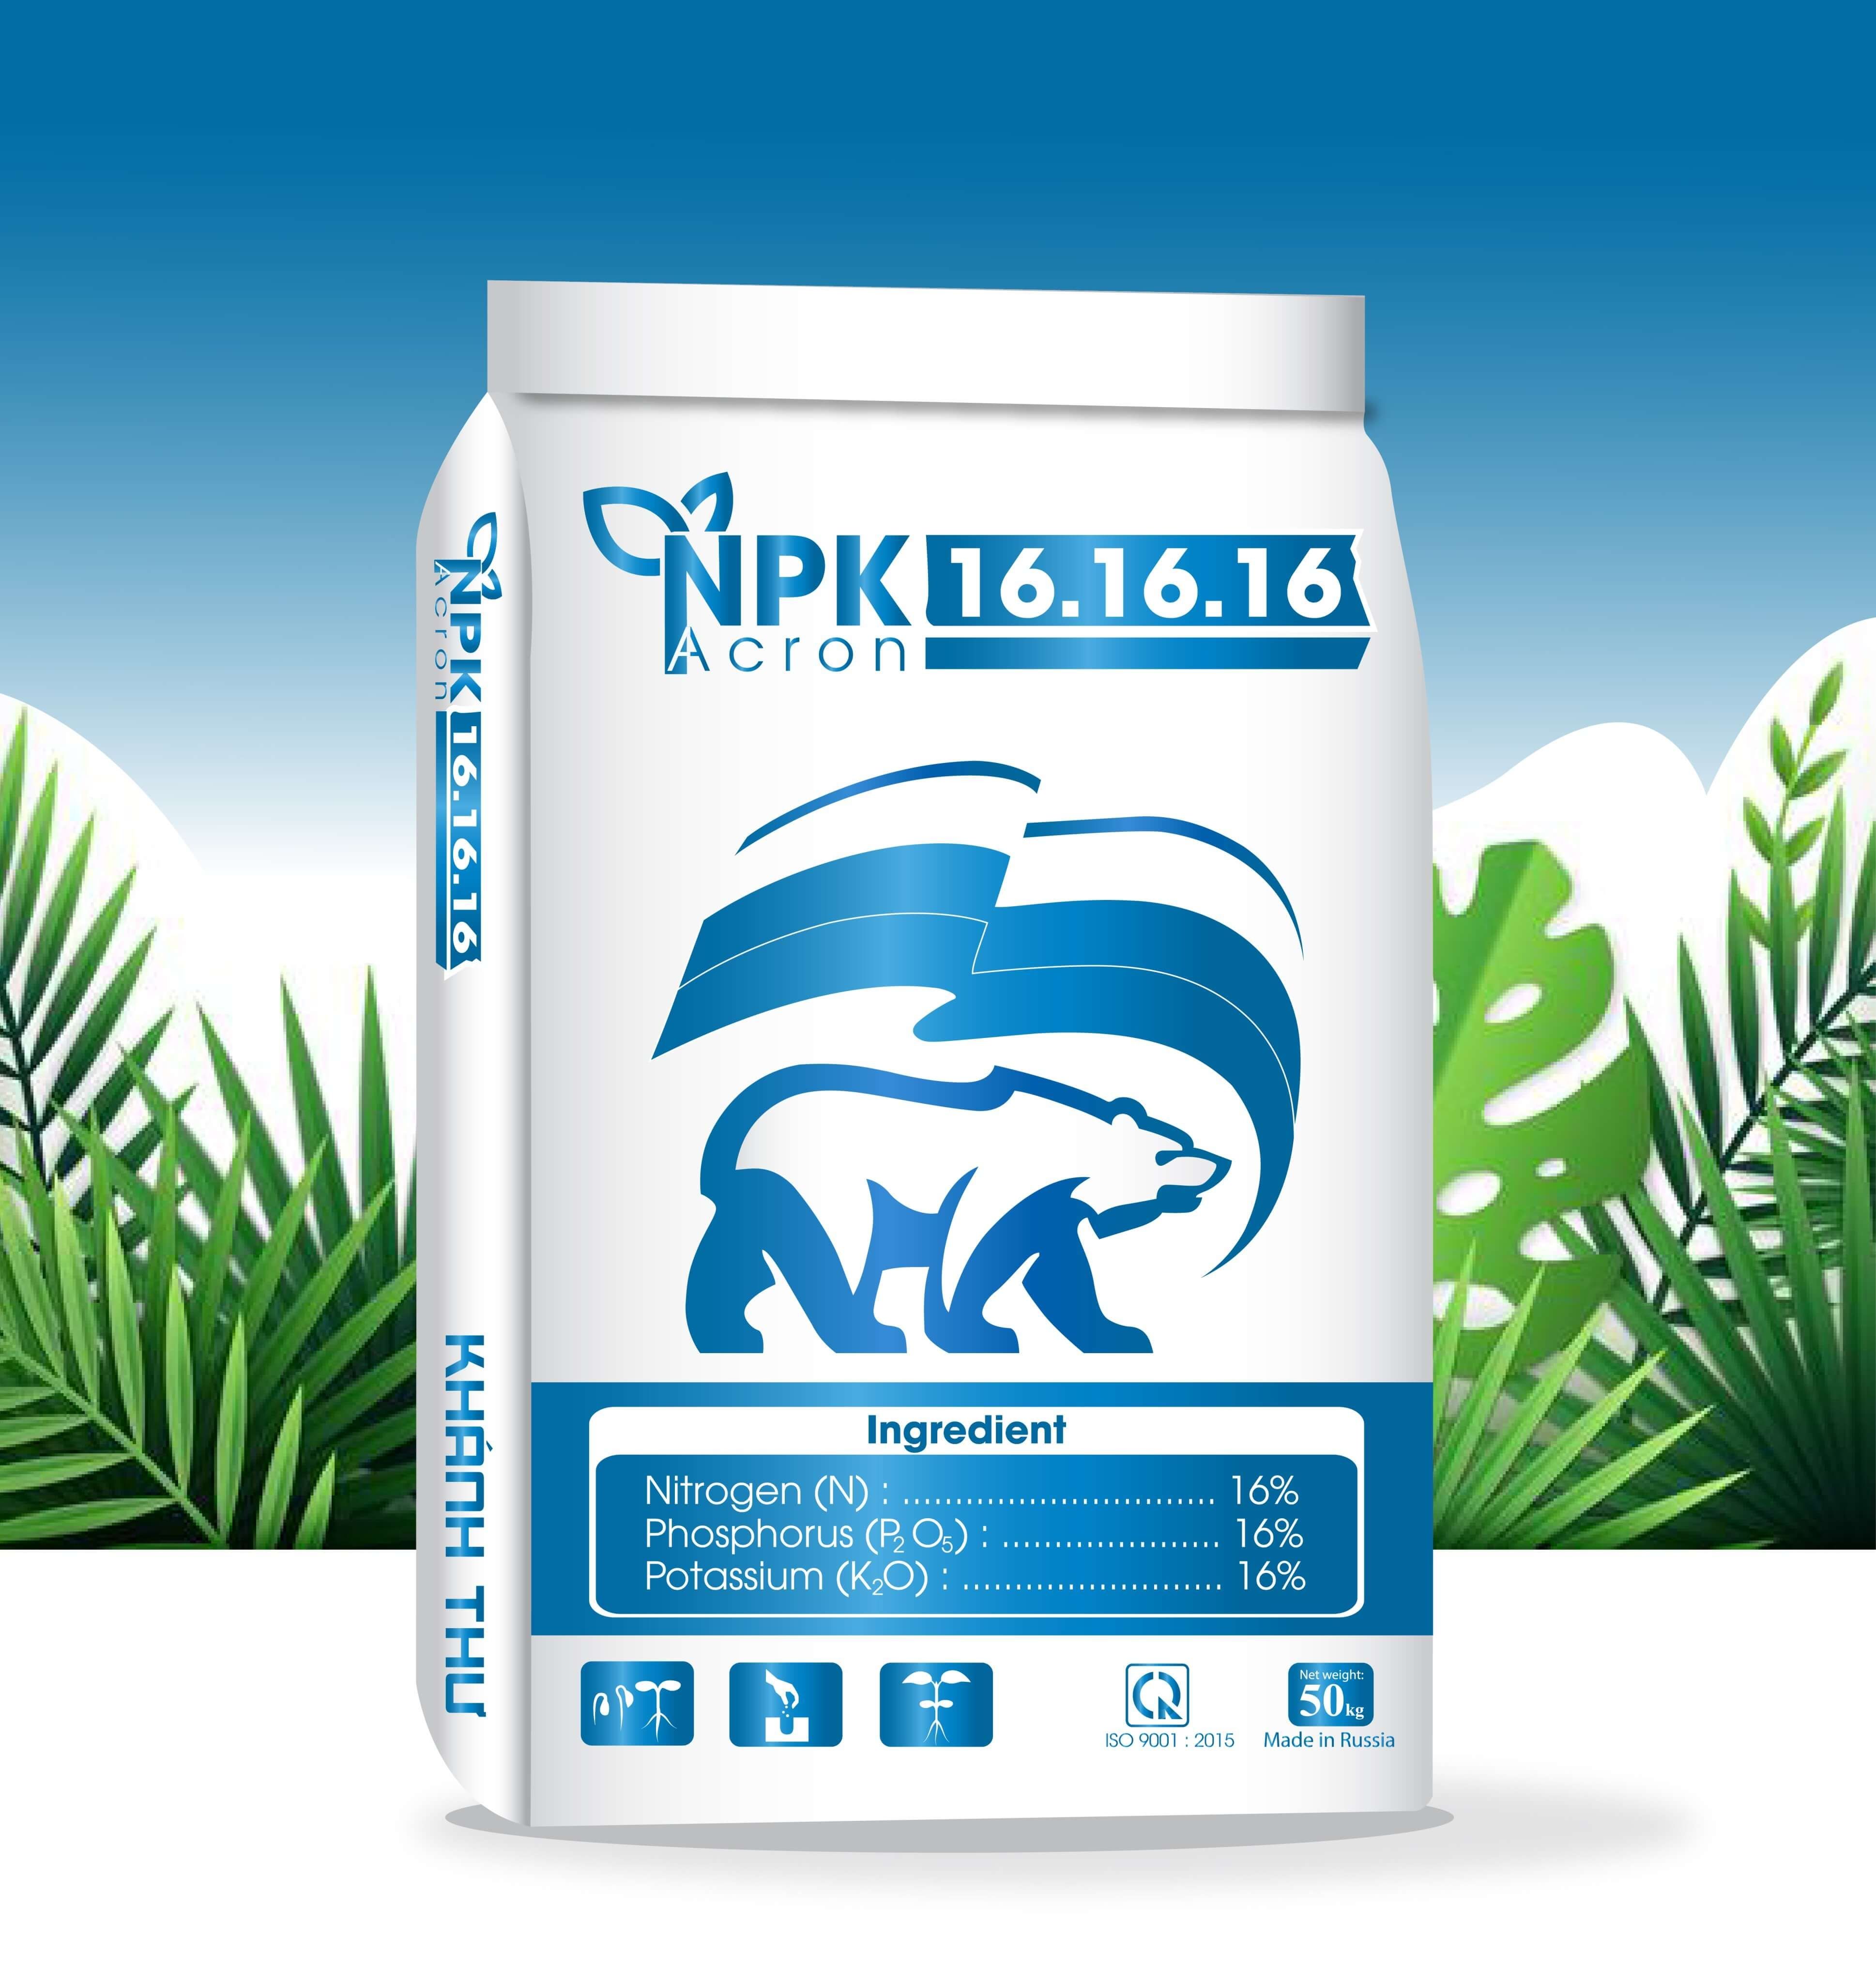 NPK 16.16.16
Acron
NPK 16.16.16
Acron
KHÁNH THƯ
Ingredient
Nitrogen (N) : .............................. 16%
Phosphorus (P₂O₅) : ..................... 16%
Potassium (K₂O) : ......................... 16%
ISO 9001 : 2015
Net weight:
50kg
Made in Russia